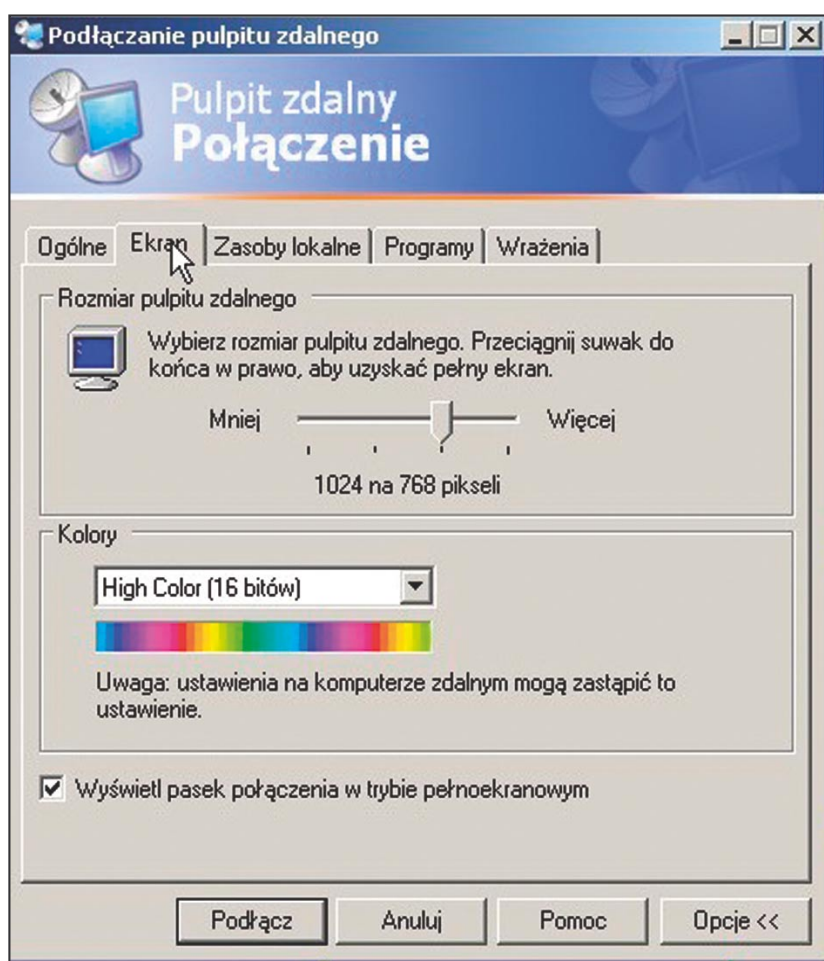 Podłączanie pulpitu zdalnego
Pulpit zdalny
Połączenie
Ogólne Ekran Zasoby lokalne Programy Wrażenia
Rozmiar pulpitu zdalnego
Wybierz rozmiar pulpitu zdalnego. Przeciągnij suwak do
końca w prawo, aby uzyskać pełny ekran.
Mniej Więcej
1024 na 768 pikseli
Kolory
High Color (16 bitów)
Uwaga: ustawienia na komputerze zdalnym mogą zastąpić to
ustawienie.
Wyświetl pasek połączenia w trybie pełnoekranowym
Podłącz Anuluj Pomoc Opcje <<